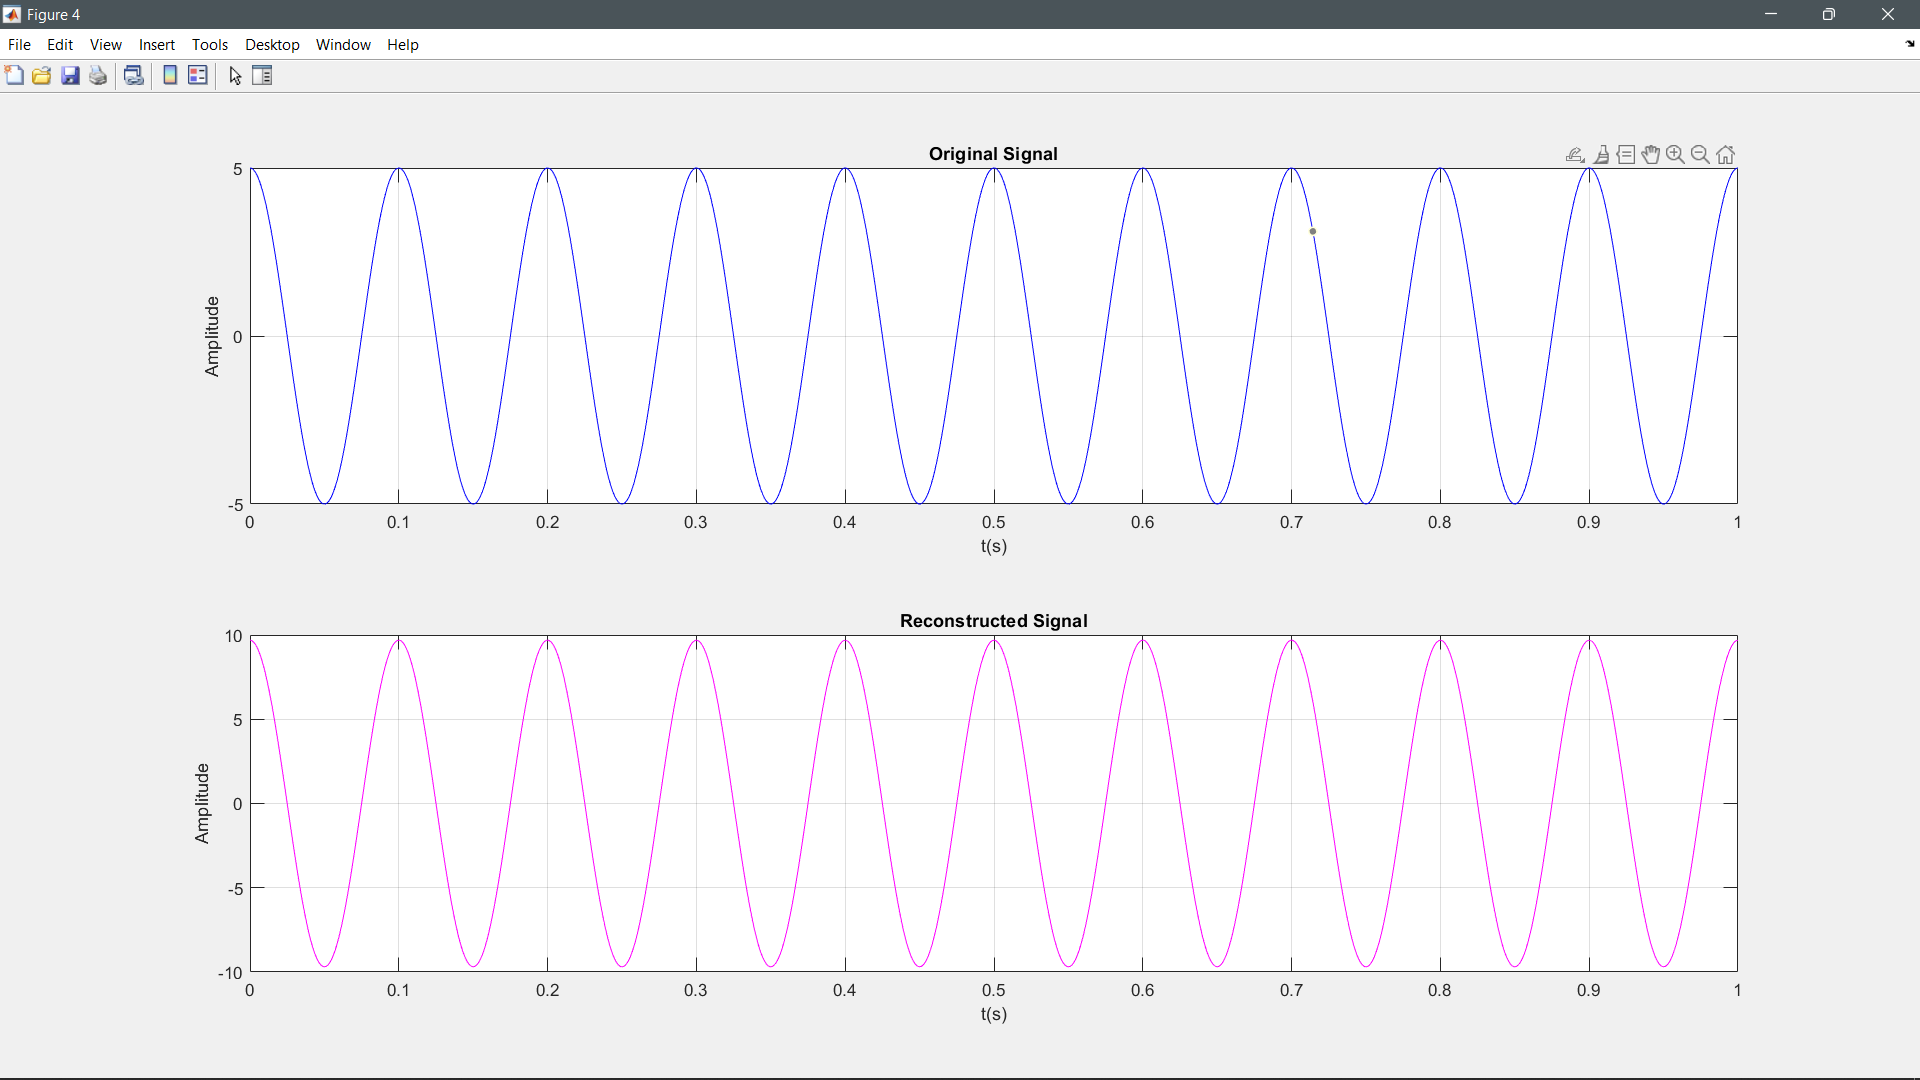 Figure 4
File Edit View Insert Tools Desktop Window Help
Original Signal
5
0
-5
Amplitude
0 0.1 0.2 0.3 0.4 0.5 0.6 0.7 0.8 0.9 1
t(s)
Reconstructed Signal
10
5
0
-5
-10
Amplitude
0 0.1 0.2 0.3 0.4 0.5 0.6 0.7 0.8 0.9 1
t(s)